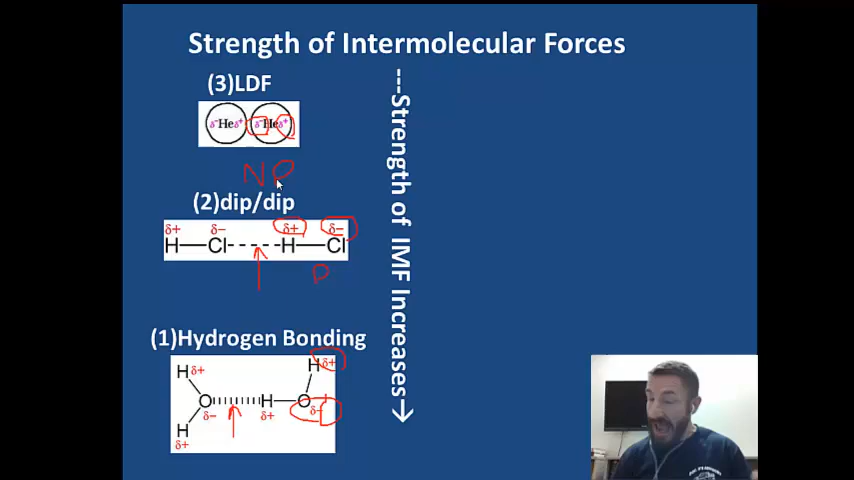 Strength of Intermolecular Forces
(3)LDF
δ- He δ+ δ- He δ+
NP
(2)dip/dip
δ+ δ− δ+ δ−
H—Cl----H—Cl
P
(1)Hydrogen Bonding
H δ+ H δ+
O H—O
δ− δ+ δ−
H
δ+
---Strength of IMF Increases→